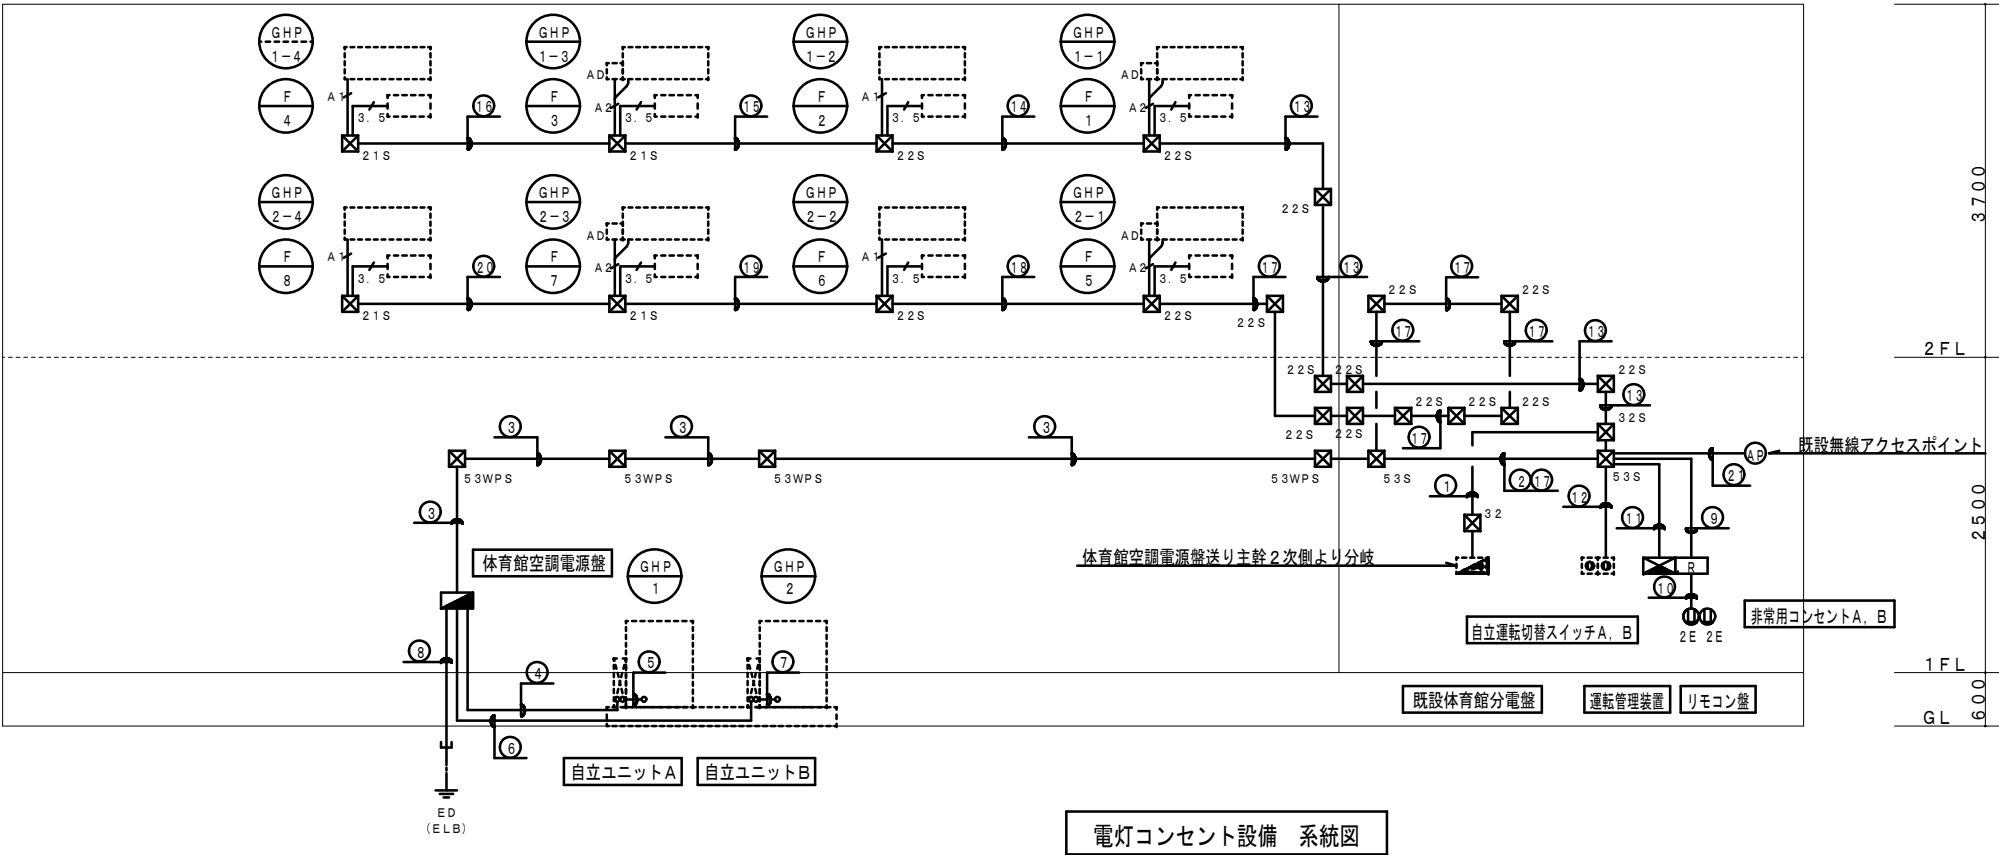 GHP 1-4
GHP 1-3
GHP 1-2
GHP 1-1
AD
AD
F 4
A1
3.5
16
F 3
A2
3.5
15
F 2
A1
3.5
14
F 1
A2
3.5
13
21S
21S
22S
22S
3700
GHP 2-4
GHP 2-3
GHP 2-2
GHP 2-1
22S
AD
AD
F 8
A1
3.5
20
F 7
A2
3.5
19
F 6
A1
3.5
18
F 5
A2
3.5
17
13
17
22S
22S
21S
21S
22S
22S
22S
17
17
13
2FL
22S
22S
22S
13
22S
22S
22S
32S
3
3
3
22S
22S
17
既設無線アクセスポイント
AP
53WPS
53WPS
53WPS
53WPS
53S
1
2
17
12
53S
21
3
32
11
9
2500
体育館空調電源盤
GHP 1
GHP 2
体育館空調電源盤送り主幹2次側より分岐
R
10
自立運転切替スイッチA, B
2E 2E
非常用コンセントA, B
8
4
5
7
1FL
既設体育館分電盤
運転管理装置
リモコン盤
600
GL
6
自立ユニットA
自立ユニットB
ED
(ELB)
電灯コンセント設備 系統図